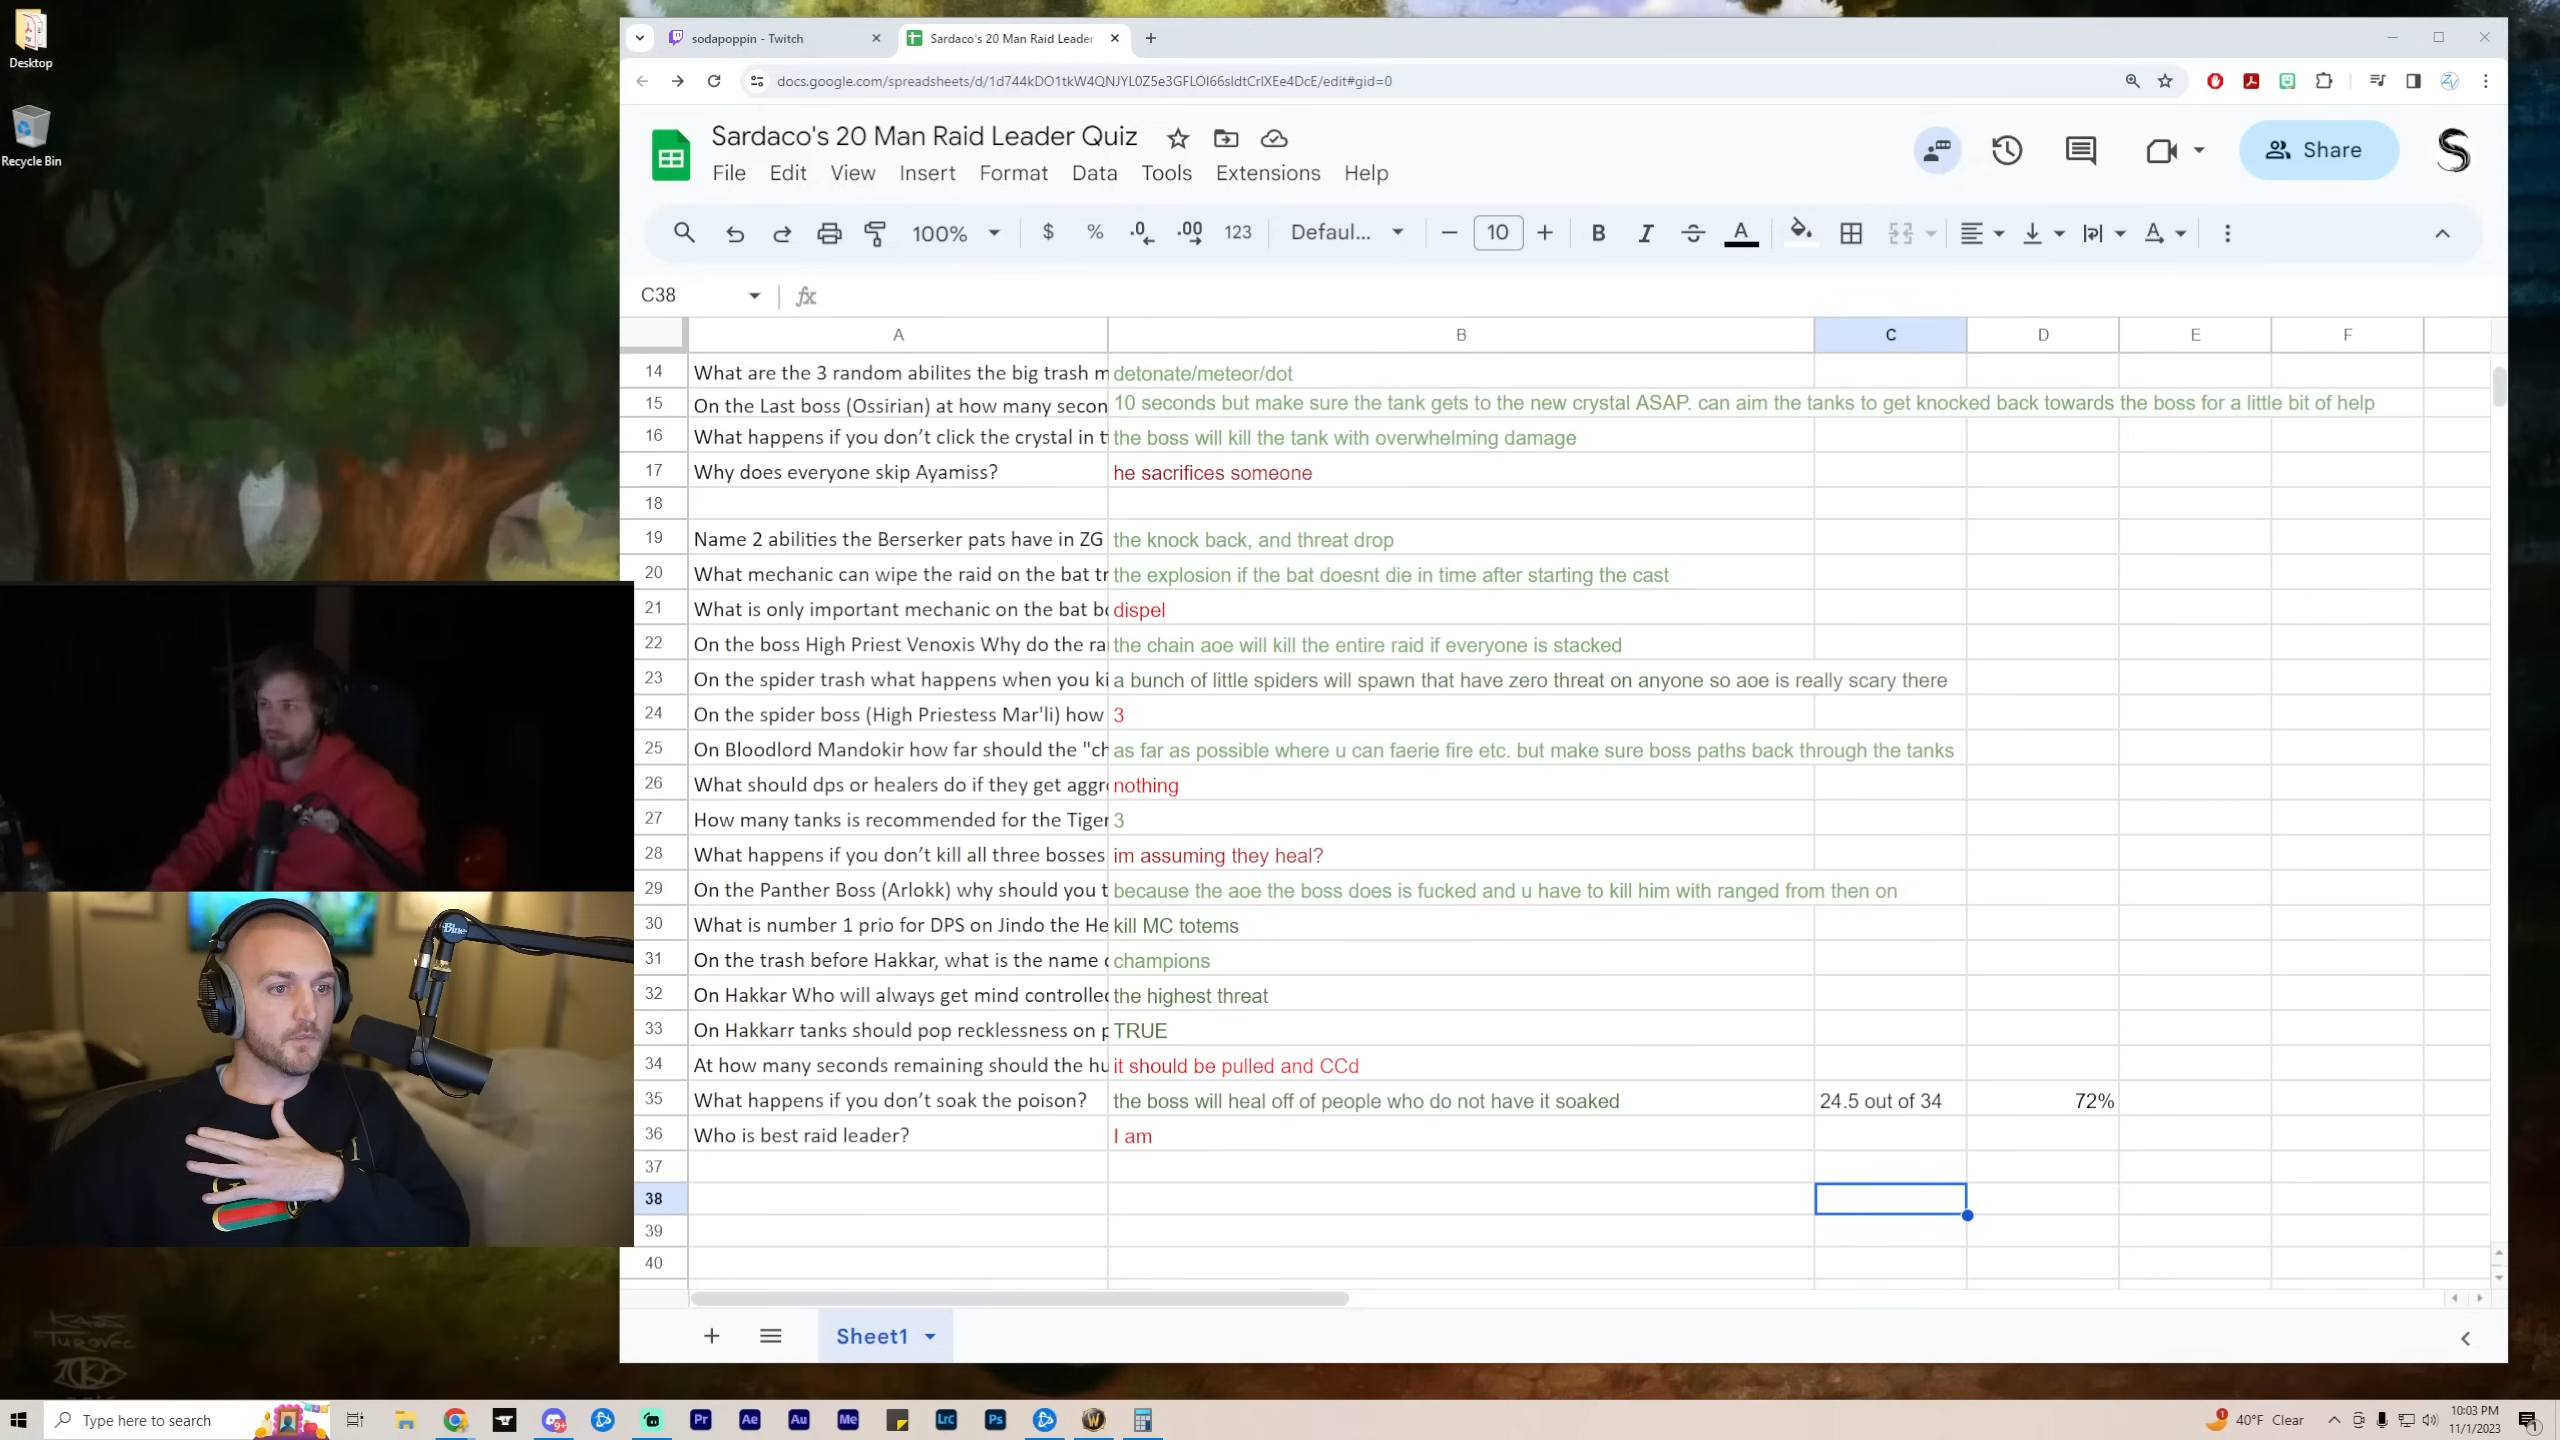 Desktop
Recycle Bin
sodapoppin - Twitch
Sardaco's 20 Man Raid Leader
docs.google.com/spreadsheets/d/1d744kDO1tkW4QNJYL0Z5e3GFLOI66sIdtCrIXEe4DcE/edit#gid=0
Sardaco's 20 Man Raid Leader Quiz
File Edit View Insert Format Data Tools Extensions Help
Share
100% $ % .0 .00 123 Defaul... 10 B I A
C38 fx
A B C D E F
14 What are the 3 random abilites the big trash m detonate/meteor/dot
15 On the Last boss (Ossirian) at how many secon 10 seconds but make sure the tank gets to the new crystal ASAP. can aim the tanks to get knocked back towards the boss for a little bit of help
16 What happens if you don't click the crystal in ti the boss will kill the tank with overwhelming damage
17 Why does everyone skip Ayamiss? he sacrifices someone
18
19 Name 2 abilities the Berserker pats have in ZG the knock back, and threat drop
20 What mechanic can wipe the raid on the bat tr the explosion if the bat doesnt die in time after starting the cast
21 What is only important mechanic on the bat bo dispel
22 On the boss High Priest Venoxis Why do the ra the chain aoe will kill the entire raid if everyone is stacked
23 On the spider trash what happens when you ki a bunch of little spiders will spawn that have zero threat on anyone so aoe is really scary there
24 On the spider boss (High Priestess Mar'li) how 3
25 On Bloodlord Mandokir how far should the "ch as far as possible where u can faerie fire etc. but make sure boss paths back through the tanks
26 What should dps or healers do if they get aggr nothing
27 How many tanks is recommended for the Tiger 3
28 What happens if you don't kill all three bosses im assuming they heal?
29 On the Panther Boss (Arlokk) why should you t because the aoe the boss does is fucked and u have to kill him with ranged from then on
30 What is number 1 prio for DPS on Jindo the He kill MC totems
31 On the trash before Hakkar, what is the name o champions
32 On Hakkar Who will always get mind controlled the highest threat
33 On Hakkarr tanks should pop recklessness on p TRUE
34 At how many seconds remaining should the hu it should be pulled and CCd
35 What happens if you don't soak the poison? the boss will heal off of people who do not have it soaked 24.5 out of 34 72%
36 Who is best raid leader? I am
37
38
39
40
Sheet1
Blue
Type here to search
Pr Ae Au Me LrC Ps
40°F Clear
10:03 PM
11/1/2023